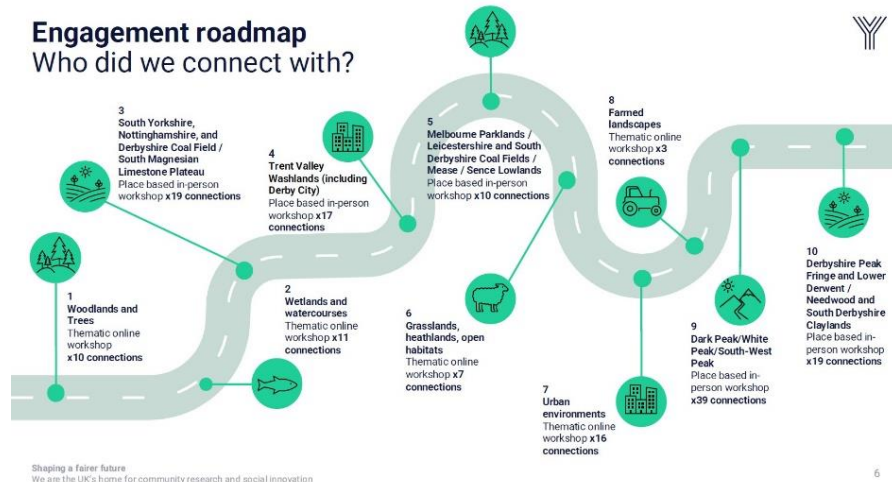 Engagement roadmap
Who did we connect with?
3
South Yorkshire,
Nottinghamshire, and
Derbyshire Coal Field /
South Magnesian
Limestone Plateau
Place based in-person
workshop x19 connections
4
Trent Valley
Washlands (including
Derby City)
Place based in-person
workshop x17
connections
5
Melbourne Parklands /
Leicestershire and South
Derbyshire Coal Fields /
Mease / Sence Lowlands
Place based in-person
workshop x10 connections
8
Farmed
landscapes
Thematic online
workshop x3
connections
1
Woodlands and
Trees
Thematic online
workshop
x10 connections
2
Wetlands and
watercourses
Thematic online
workshop x11
connections
6
Grasslands,
heathlands, open
habitats
Thematic online
workshop x7
connections
7
Urban
environments
Thematic online
workshop x16
connections
9
Dark Peak/White
Peak/South-West
Peak
Place based in-
person workshop
x39 connections
10
Derbyshire Peak
Fringe and Lower
Derwent /
Needwood and
South Derbyshire
Claylands
Place based in-
person workshop
x19 connections
Shaping a fairer future
We are the UK's home for community research and social innovation
6